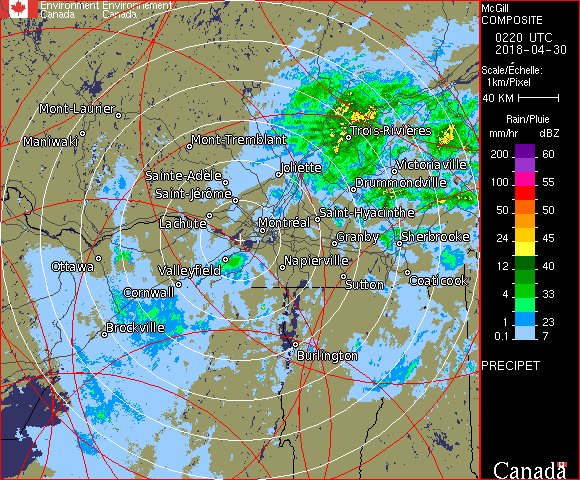 Environment Environnement
Canada Canada
McGill
COMPOSITE
0220 UTC
2018-04-30
Scale/Échelle:
1km/Pixel
40 KM
Rain/Pluie
mm/hr dBZ
200 60
100 55
50 50
24 45
12 40
4 33
1 23
0.1 7
PRECIPET
Canada
Mont-Laurier
Maniwaki
Mont-Tremblant
Trois-Rivières
Joliette
Victoriaville
Sainte-Adèle
Drummondville
Saint-Jérôme
Saint-Hyacinthe
Lachute
Montréal
Granby
Sherbrooke
Ottawa
Valleyfield
Napierville
Sutton
Coaticook
Cornwall
Brockville
Burlington